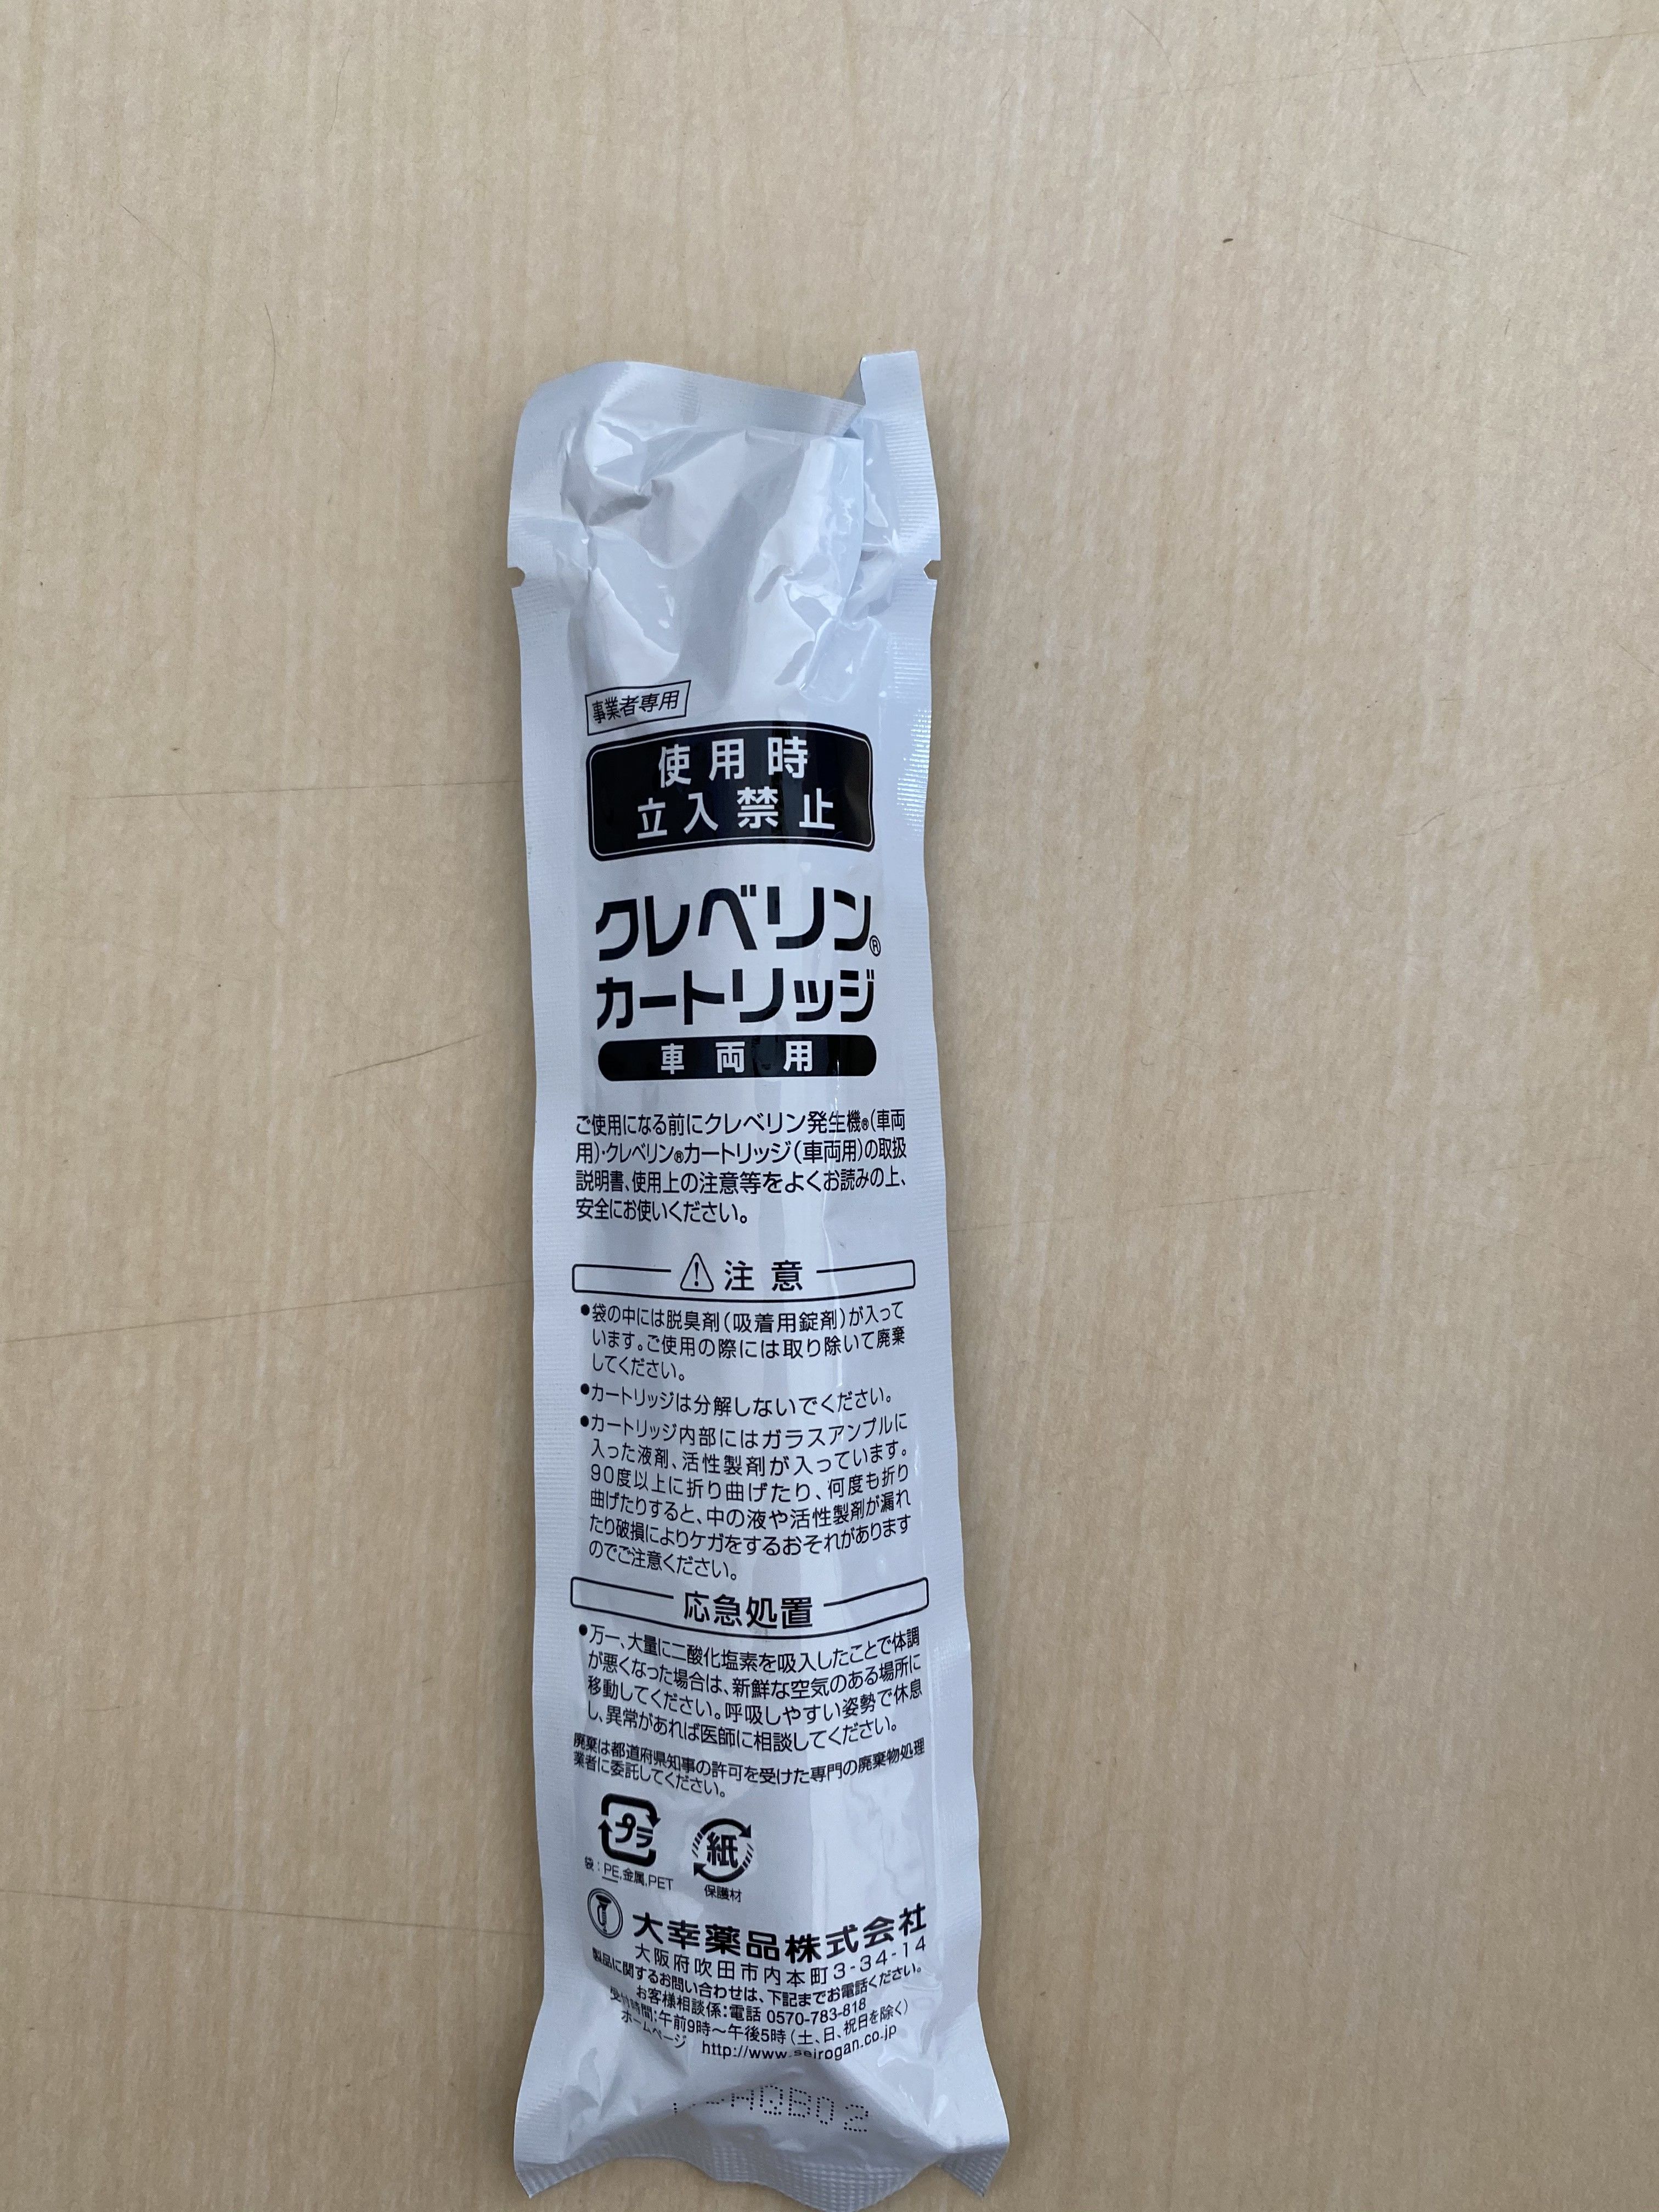 事業者専用
使用時
立入禁止
クレベリン®
カートリッジ
車両用
ご使用になる前にクレベリン発生機®(車両
用)・クレベリン®カートリッジ(車両用)の取扱
説明書、使用上の注意等をよくお読みの上、
安全にお使いください。
注意
●袋の中には脱臭剤(吸着用錠剤)が入って
います。ご使用の際には取り除いて廃棄
してください。
●カートリッジは分解しないでください。
●カートリッジ内部にはガラスアンプルに
入った液剤、活性製剤が入っています。
90度以上に折り曲げたり、何度も折り
曲げたりすると、中の液や活性製剤が漏れ
たり破損によりケガをするおそれがあります
のでご注意ください。
応急処置
●万一、大量に二酸化塩素を吸入したことで体調
が悪くなった場合は、新鮮な空気のある場所に
移動してください。呼吸しやすい姿勢で休息
し、異常があれば医師に相談してください。
廃棄は都道府県知事の許可を受けた専門の廃棄物処理
業者に委託してください。
プラ 紙
袋:PE,金属,PET 保護材
大幸薬品株式会社
大阪府吹田市内本町3-34-14
製品に関するお問い合わせは、下記までお電話ください。
お客様相談係:電話 0570-783-818
受付時間:午前9時~午後5時(土、日、祝日を除く)
ホームページ http://www.seirogan.co.jp